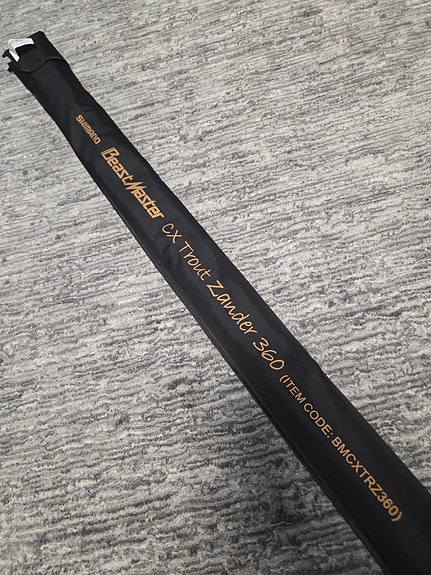 SHIMANO BeastMaster CX Trout Zander 360 (ITEM CODE: BMCXTRZ360)